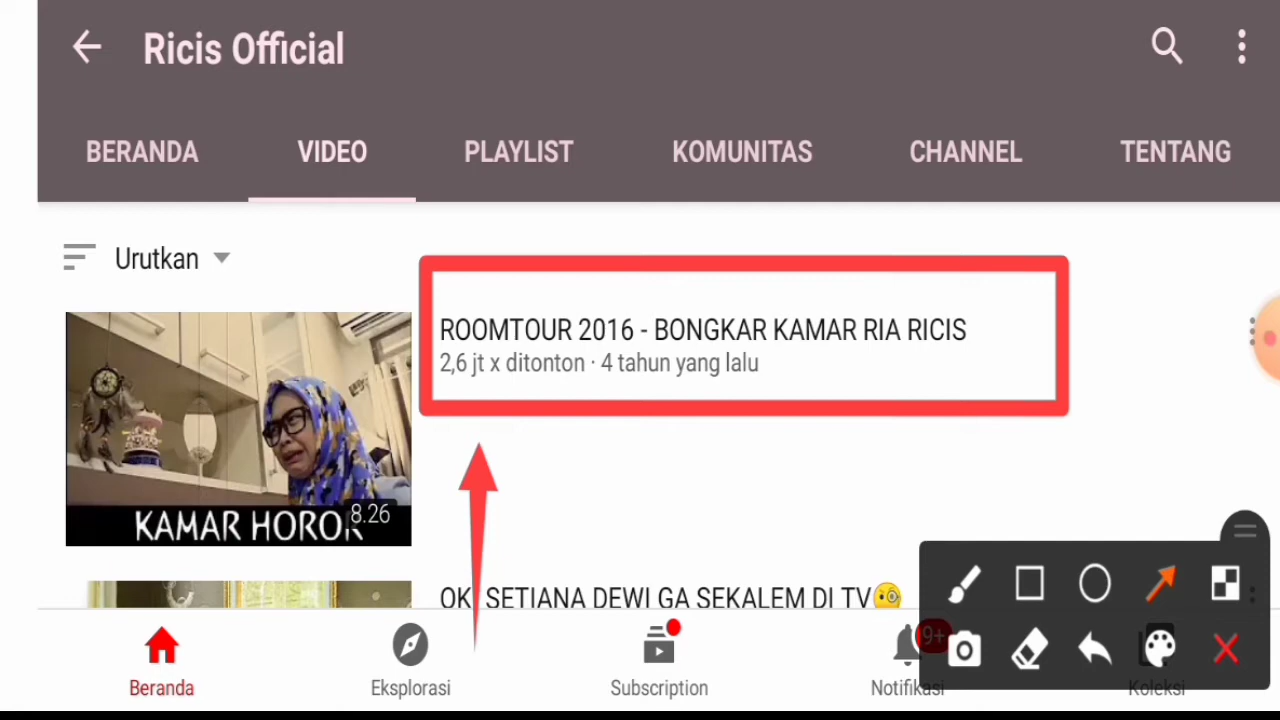 Ricis Official
BERANDA VIDEO PLAYLIST KOMUNITAS CHANNEL TENTANG
Urutkan
ROOMTOUR 2016 - BONGKAR KAMAR RIA RICIS
2,6 jt x ditonton · 4 tahun yang lalu
KAMAR HOROR
8.26
SETIANA DEWI GA SEKALEM DI TV🧐
9+
Beranda Eksplorasi Subscription Notifikasi Koleksi